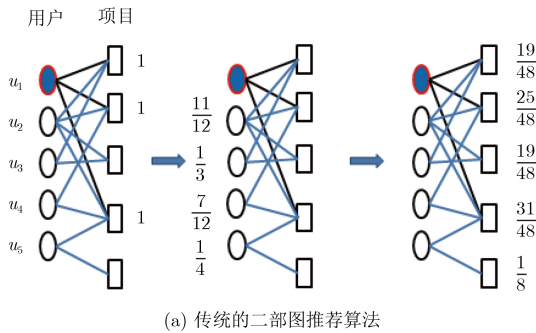 用户 项目
u₁ 1
u₂ 1
u₃
u₄ 1
u₅
11/12
1/3
7/12
1/4
19/48
25/48
19/48
31/48
1/8
(a) 传统的二部图推荐算法